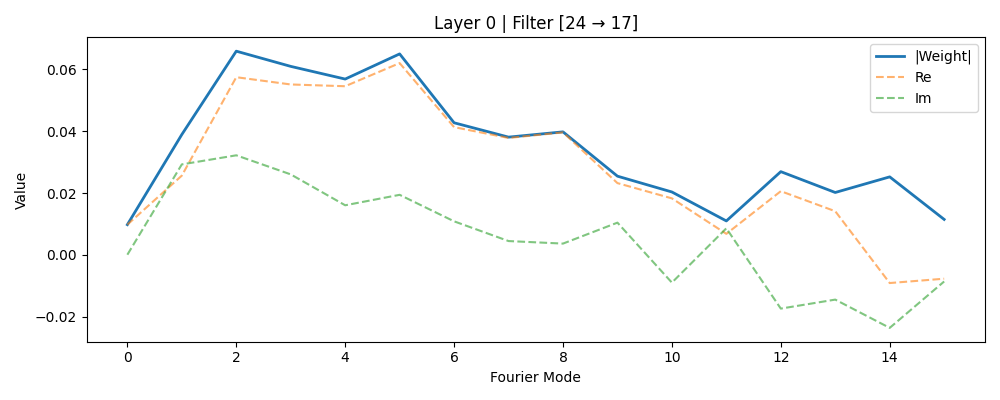 Layer 0 | Filter [24 → 17]
|Weight|
Re
Im
Value
0.06
0.04
0.02
0.00
−0.02
0 2 4 6 8 10 12 14
Fourier Mode